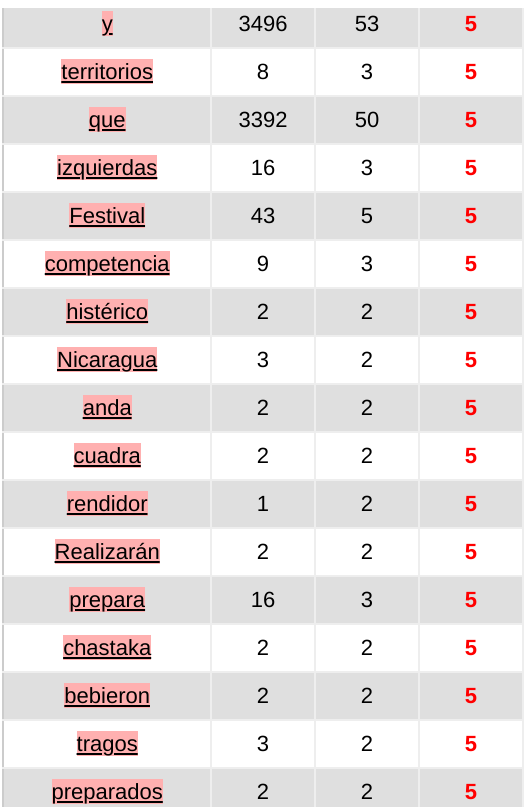 y 3496 53 5
territorios 8 3 5
que 3392 50 5
izquierdas 16 3 5
Festival 43 5 5
competencia 9 3 5
histérico 2 2 5
Nicaragua 3 2 5
anda 2 2 5
cuadra 2 2 5
rendidor 1 2 5
Realizarán 2 2 5
prepara 16 3 5
chastaka 2 2 5
bebieron 2 2 5
tragos 3 2 5
preparados 2 2 5